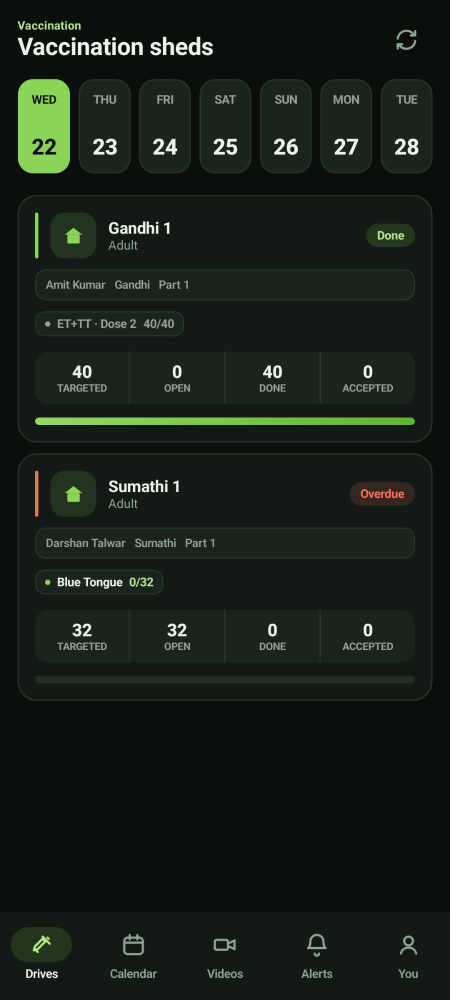 Vaccination
Vaccination sheds
WED THU FRI SAT SUN MON TUE
22 23 24 25 26 27 28
Gandhi 1
Adult
Done
Amit Kumar Gandhi Part 1
ET+TT · Dose 2 40/40
40 0 40 0
TARGETED OPEN DONE ACCEPTED
Sumathi 1
Adult
Overdue
Darshan Talwar Sumathi Part 1
Blue Tongue 0/32
32 32 0 0
TARGETED OPEN DONE ACCEPTED
Drives Calendar Videos Alerts You